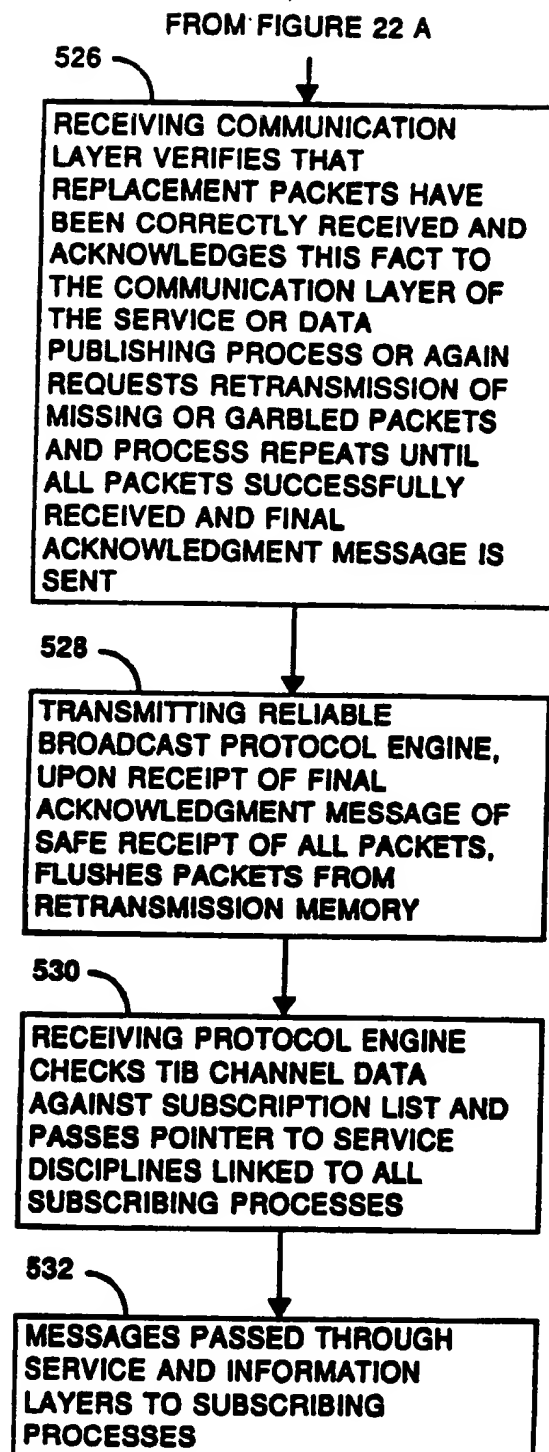 FROM FIGURE 22 A
526
RECEIVING COMMUNICATION
LAYER VERIFIES THAT
REPLACEMENT PACKETS HAVE
BEEN CORRECTLY RECEIVED AND
ACKNOWLEDGES THIS FACT TO
THE COMMUNICATION LAYER OF
THE SERVICE OR DATA
PUBLISHING PROCESS OR AGAIN
REQUESTS RETRANSMISSION OF
MISSING OR GARBLED PACKETS
AND PROCESS REPEATS UNTIL
ALL PACKETS SUCCESSFULLY
RECEIVED AND FINAL
ACKNOWLEDGMENT MESSAGE IS
SENT
528
TRANSMITTING RELIABLE
BROADCAST PROTOCOL ENGINE,
UPON RECEIPT OF FINAL
ACKNOWLEDGMENT MESSAGE OF
SAFE RECEIPT OF ALL PACKETS,
FLUSHES PACKETS FROM
RETRANSMISSION MEMORY
530
RECEIVING PROTOCOL ENGINE
CHECKS TIB CHANNEL DATA
AGAINST SUBSCRIPTION LIST AND
PASSES POINTER TO SERVICE
DISCIPLINES LINKED TO ALL
SUBSCRIBING PROCESSES
532
MESSAGES PASSED THROUGH
SERVICE AND INFORMATION
LAYERS TO SUBSCRIBING
PROCESSES